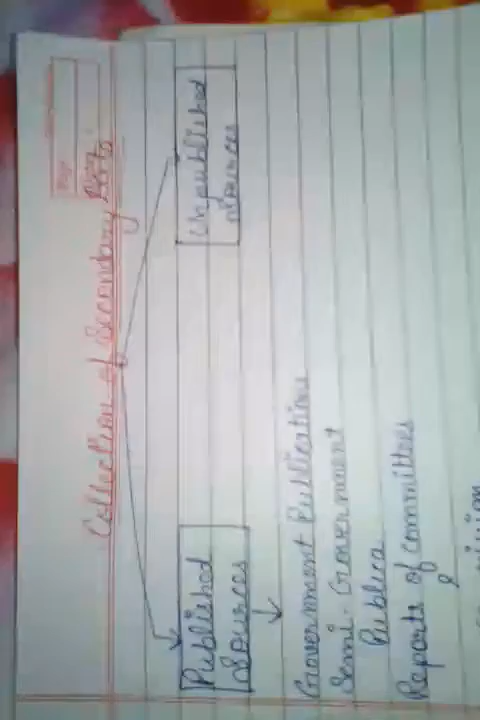 Collection of Secondary Data
Published
Sources
Unpublished
Sources
Government Publications
Semi-Government
Publica
Reports of committees
&